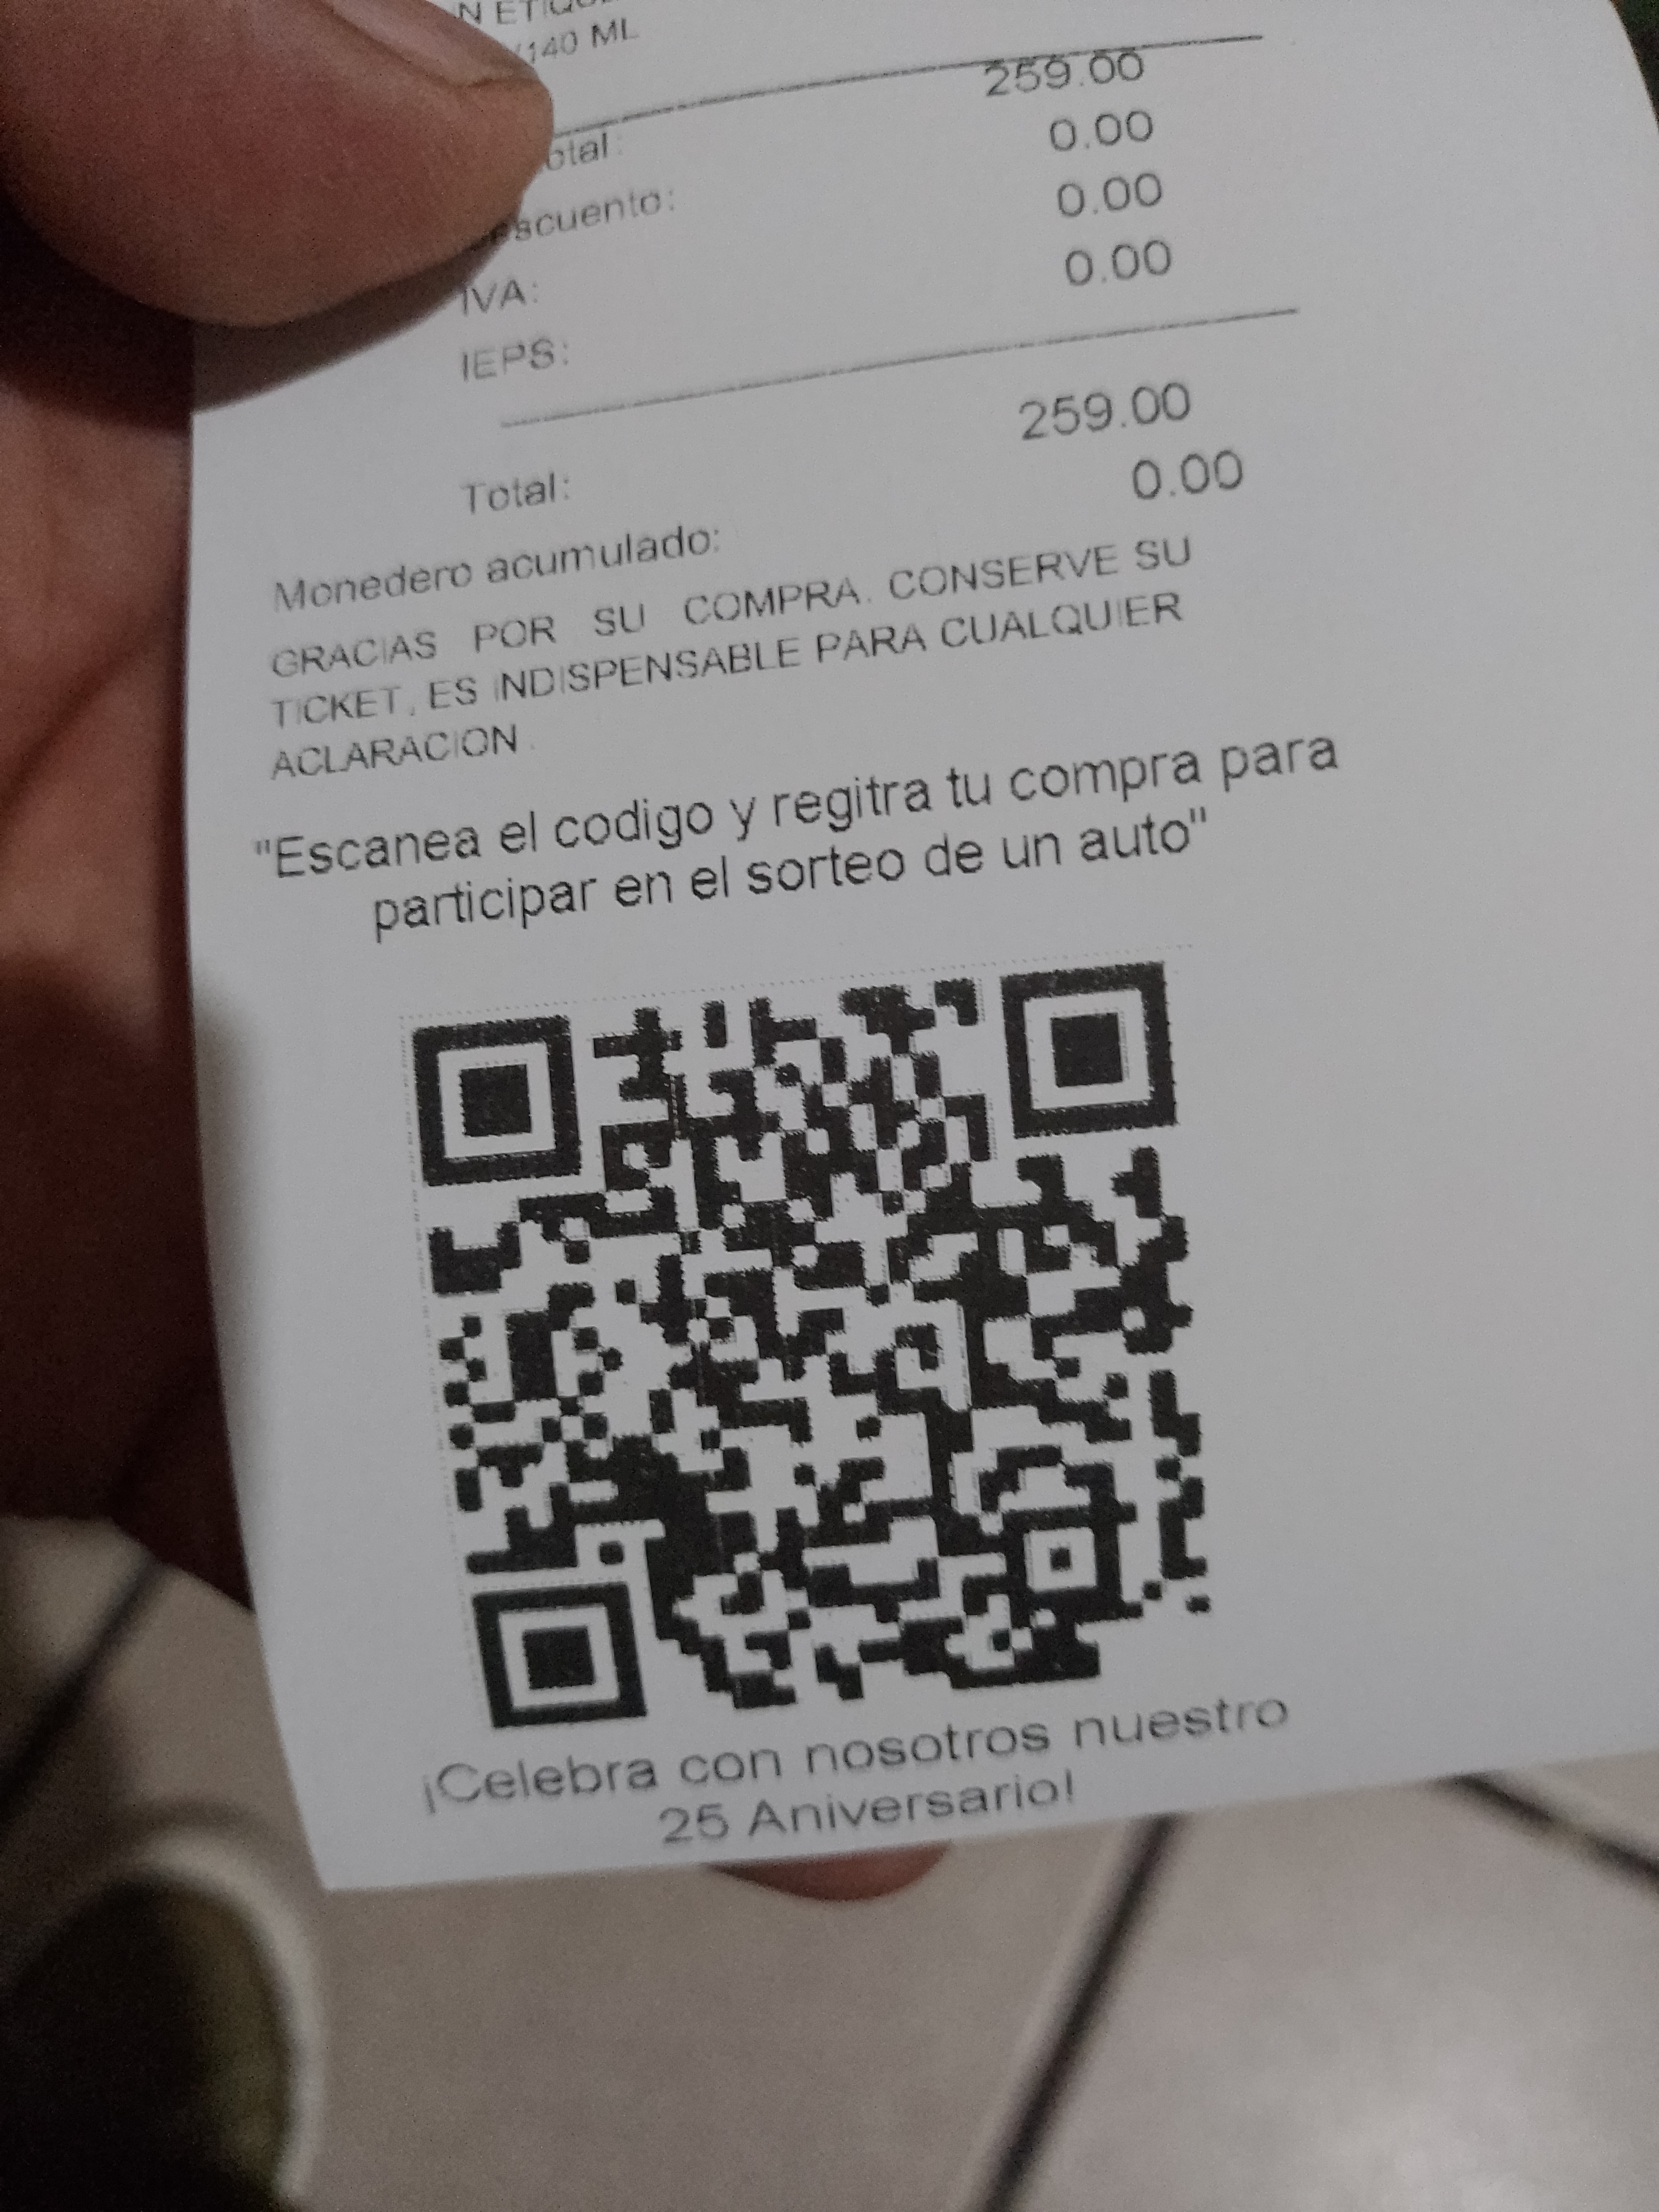 /140 ML
259.00
otal: 0.00
scuento: 0.00
IVA: 0.00
IEPS:
259.00
Total: 0.00
Monedero acumulado:
GRACIAS POR SU COMPRA. CONSERVE SU
TICKET, ES INDISPENSABLE PARA CUALQUIER
ACLARACION.
"Escanea el codigo y regitra tu compra para
participar en el sorteo de un auto"
¡Celebra con nosotros nuestro
25 Aniversario!